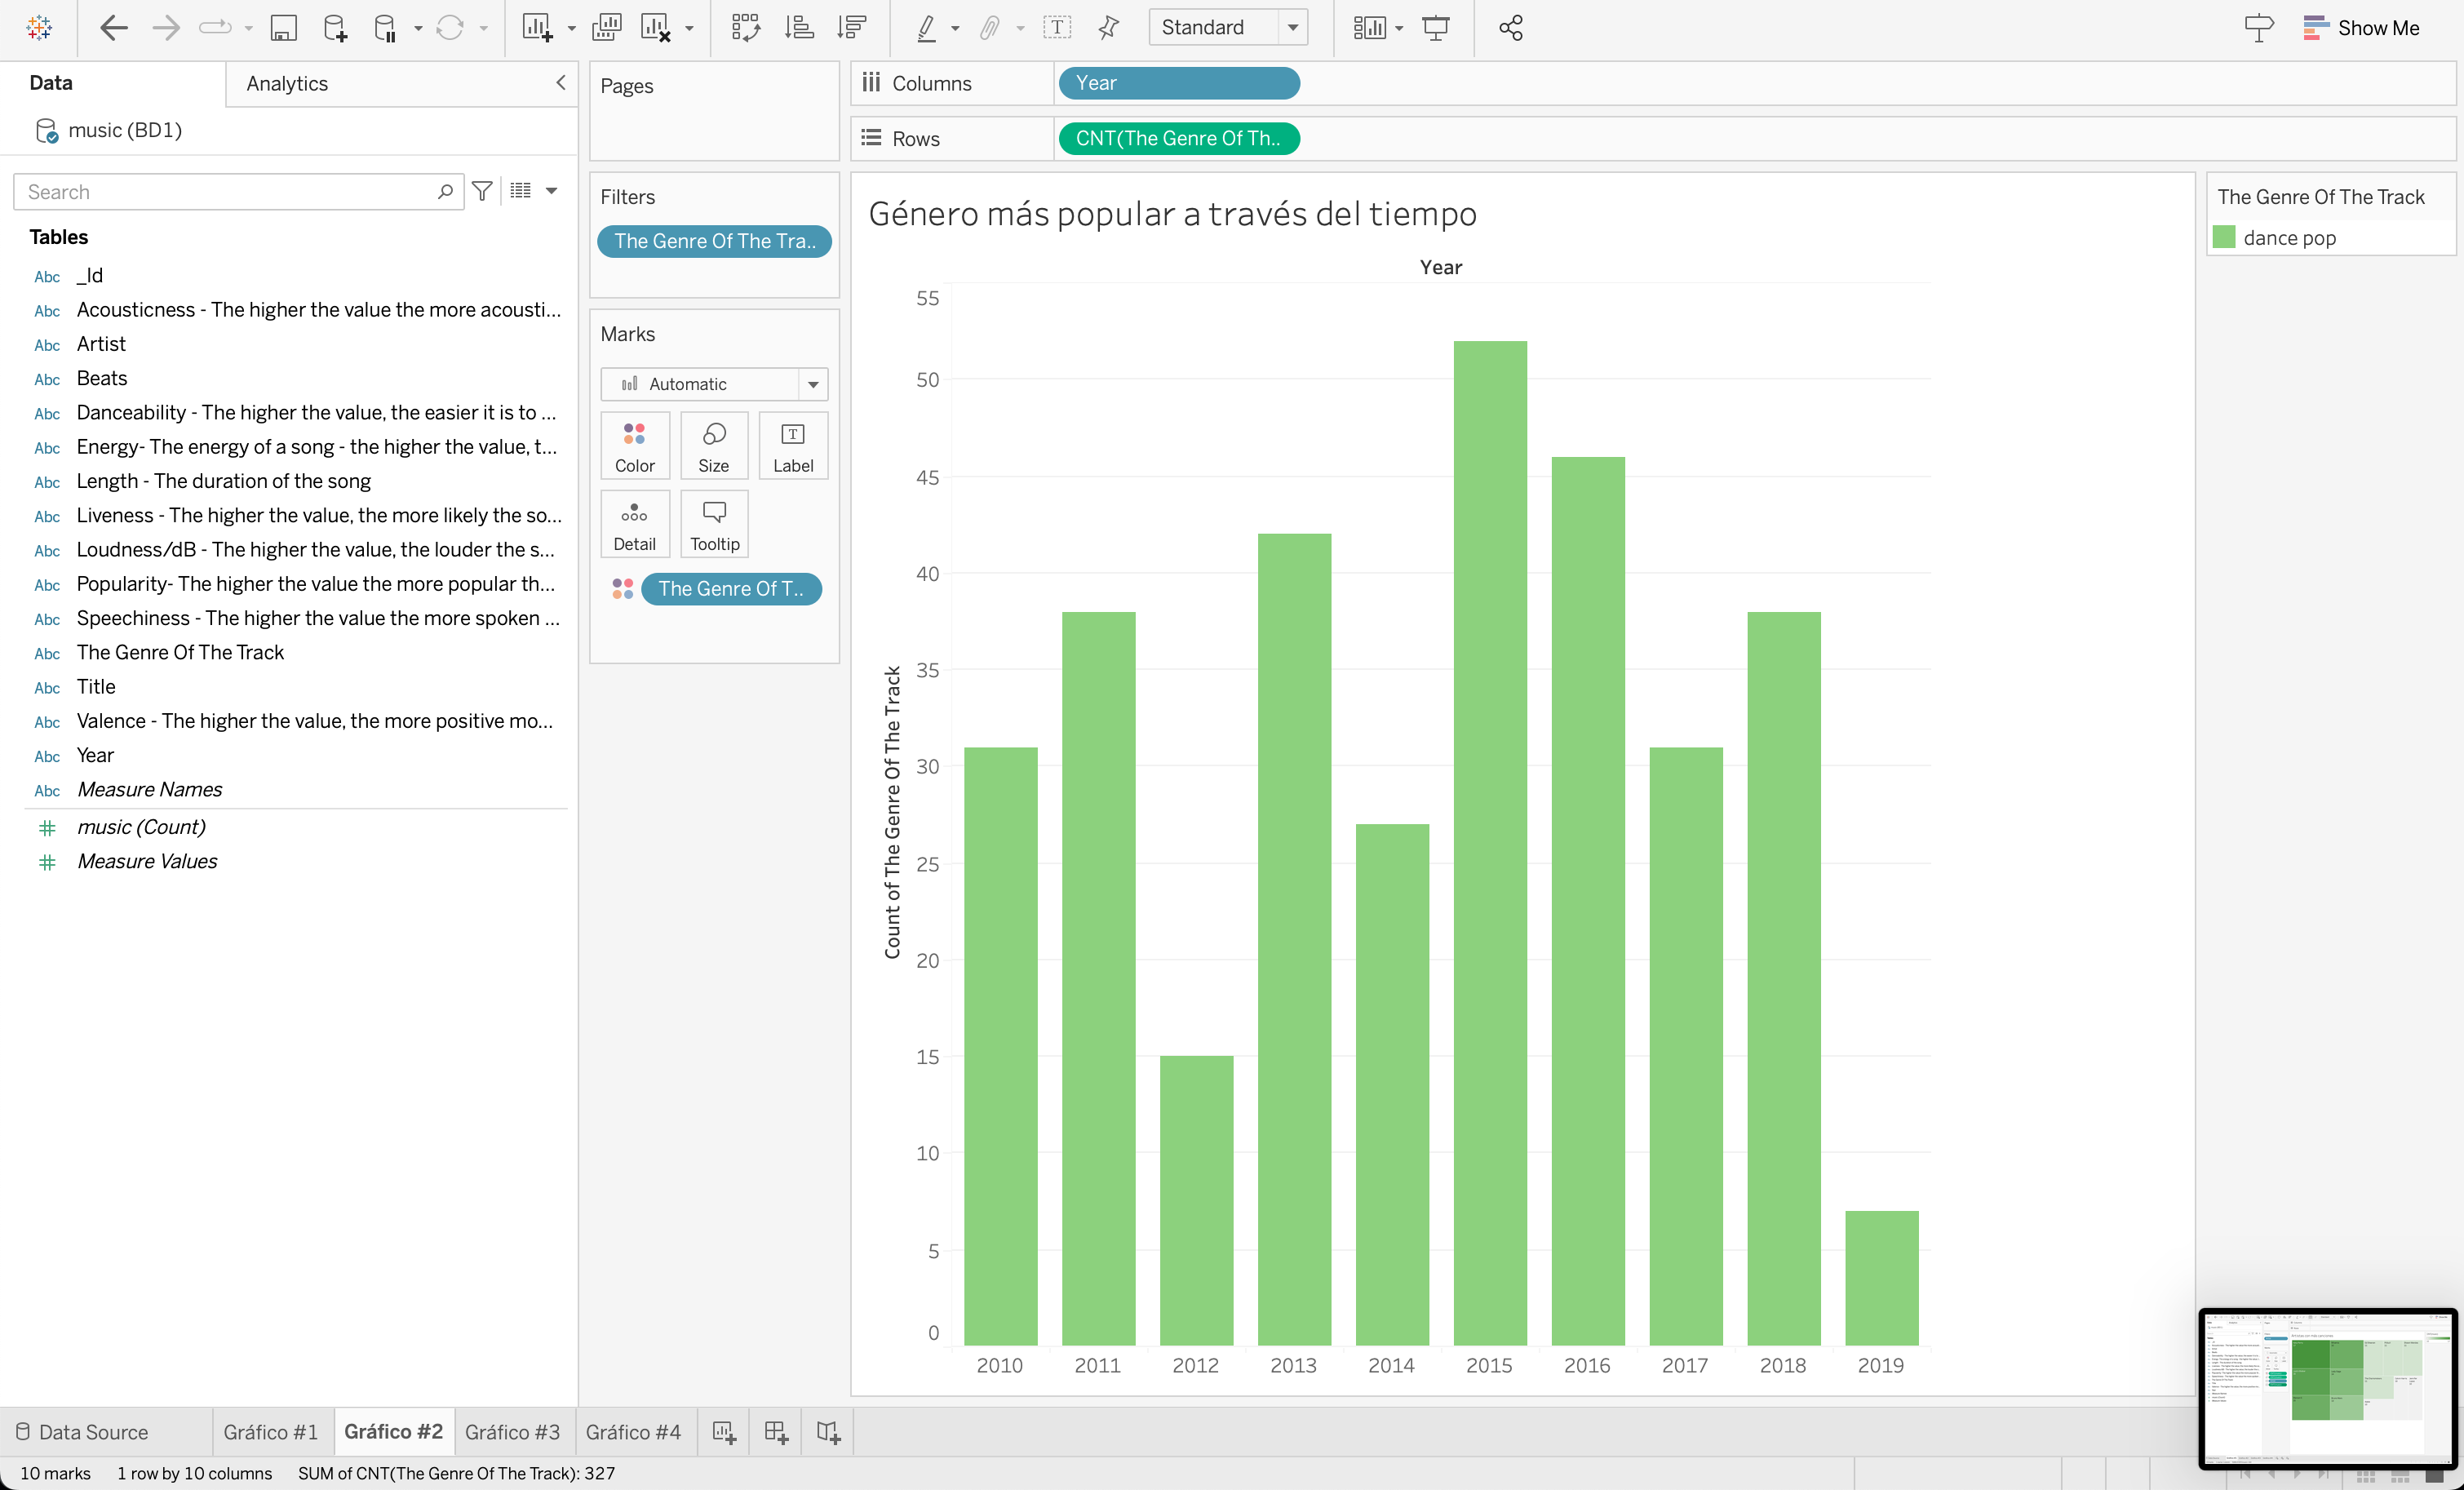 Standard
Show Me
Data
Analytics
music (BD1)
Search
Tables
Abc _Id
Abc Acousticness - The higher the value the more acousti...
Abc Artist
Abc Beats
Abc Danceability - The higher the value, the easier it is to ...
Abc Energy- The energy of a song - the higher the value, t...
Abc Length - The duration of the song
Abc Liveness - The higher the value, the more likely the so...
Abc Loudness/dB - The higher the value, the louder the s...
Abc Popularity- The higher the value the more popular th...
Abc Speechiness - The higher the value the more spoken ...
Abc The Genre Of The Track
Abc Title
Abc Valence - The higher the value, the more positive mo...
Abc Year
Abc Measure Names
music (Count)
Measure Values
Pages
Filters
The Genre Of The Tra..
Marks
Automatic
Color
Size
T
Label
Detail
Tooltip
The Genre Of T..
Columns
Year
Rows
CNT(The Genre Of Th..
Género más popular a través del tiempo
Year
Count of The Genre Of The Track
55
50
45
40
35
30
25
20
15
10
5
0
2010 2011 2012 2013 2014 2015 2016 2017 2018 2019
The Genre Of The Track
dance pop
Data Source
Gráfico #1
Gráfico #2
Gráfico #3
Gráfico #4
10 marks
1 row by 10 columns
SUM of CNT(The Genre Of The Track): 327